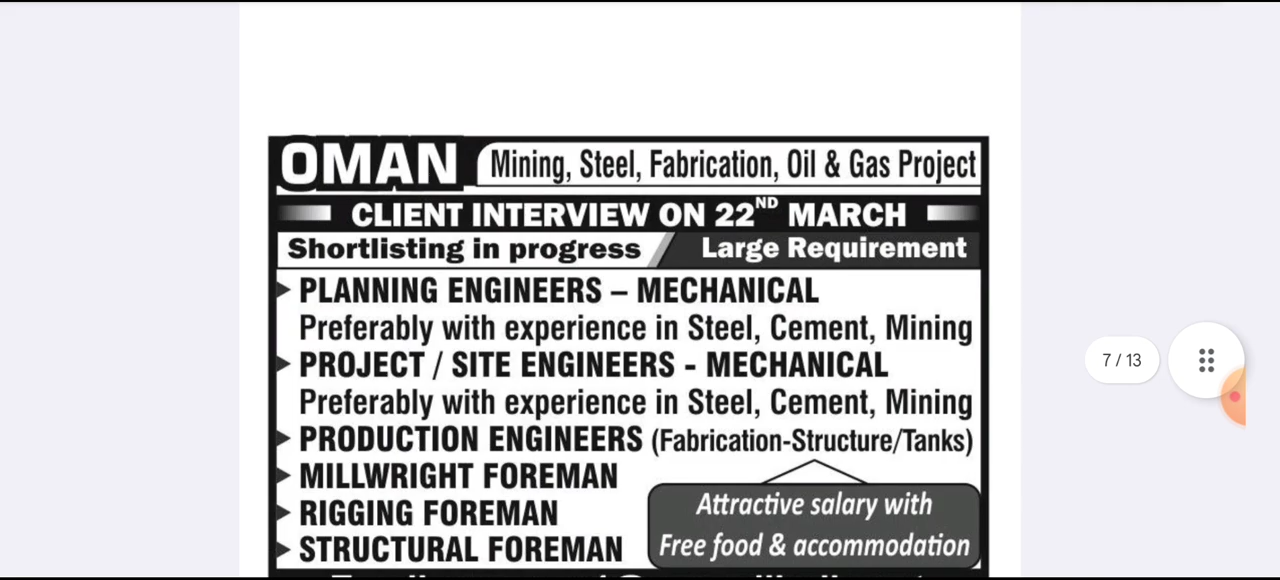 OMAN Mining, Steel, Fabrication, Oil & Gas Project
CLIENT INTERVIEW ON 22ND MARCH
Shortlisting in progress Large Requirement
PLANNING ENGINEERS – MECHANICAL
Preferably with experience in Steel, Cement, Mining
PROJECT / SITE ENGINEERS - MECHANICAL
Preferably with experience in Steel, Cement, Mining
PRODUCTION ENGINEERS (Fabrication-Structure/Tanks)
MILLWRIGHT FOREMAN
RIGGING FOREMAN
STRUCTURAL FOREMAN
Attractive salary with
Free food & accommodation
7 / 13